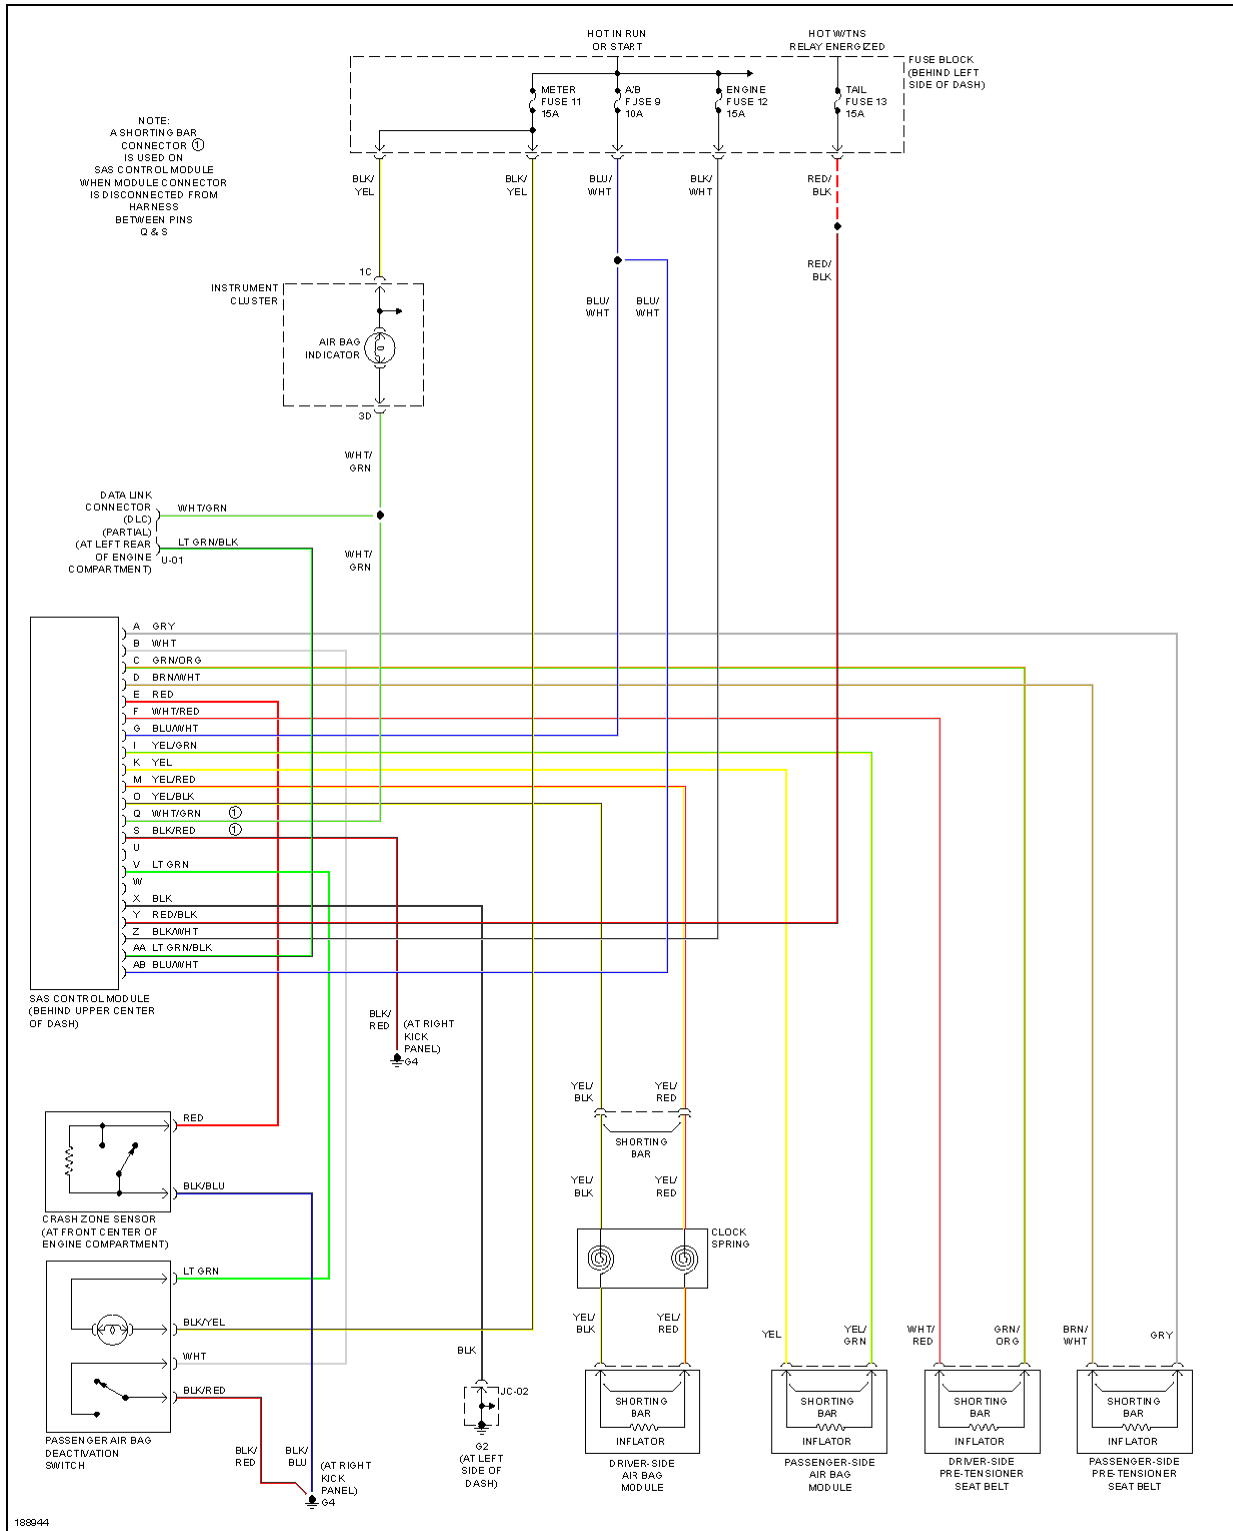 HOT IN RUN
OR START
HOT W/TNS
RELAY ENERGIZED
FUSE BLOCK
(BEHIND LEFT
SIDE OF DASH)
METER
FUSE 11
15A
A/B
FUSE 9
10A
ENGINE
FUSE 12
15A
TAIL
FUSE 13
15A
NOTE:
A SHORTING BAR
CONNECTOR ①
IS USED ON
SAS CONTROL MODULE
WHEN MODULE CONNECTOR
IS DISCONNECTED FROM
HARNESS
BETWEEN PINS
Q & S
BLK/
YEL
BLK/
YEL
BLU/
WHT
BLK/
WHT
RED/
BLK
RED/
BLK
1C
INSTRUMENT
CLUSTER
AIR BAG
INDICATOR
3D
BLU/
WHT
BLU/
WHT
WHT/
GRN
DATA LINK
CONNECTOR
(DLC)
(PARTIAL)
(AT LEFT REAR
OF ENGINE
COMPARTMENT)
WHT/GRN
LT GRN/BLK
U-01
WHT/
GRN
A GRY
B WHT
C GRN/ORG
D BRN/WHT
E RED
F WHT/RED
G BLU/WHT
I YEL/GRN
K YEL
M YEL/RED
O YEL/BLK
Q WHT/GRN ①
S BLK/RED ①
U
V LT GRN
W
X BLK
Y RED/BLK
Z BLK/WHT
AA LT GRN/BLK
AB BLU/WHT
SAS CONTROL MODULE
(BEHIND UPPER CENTER
OF DASH)
BLK/
RED
(AT RIGHT
KICK
PANEL)
G4
RED
BLK/BLU
CRASH ZONE SENSOR
(AT FRONT CENTER OF
ENGINE COMPARTMENT)
YEL/
BLK
YEL/
RED
SHORTING
BAR
YEL/
BLK
YEL/
RED
CLOCK
SPRING
LT GRN
BLK/YEL
WHT
BLK/RED
PASSENGER AIR BAG
DEACTIVATION
SWITCH
BLK/
RED
BLK/
BLU
(AT RIGHT
KICK
PANEL)
G4
BLK
JC-02
G2
(AT LEFT
SIDE OF
DASH)
YEL/
BLK
YEL/
RED
YEL
YEL/
GRN
WHT/
RED
GRN/
ORG
BRN/
WHT
GRY
SHORTING
BAR
INFLATOR
DRIVER-SIDE
AIR BAG
MODULE
SHORTING
BAR
INFLATOR
PASSENGER-SIDE
AIR BAG
MODULE
SHORTING
BAR
INFLATOR
DRIVER-SIDE
PRE-TENSIONER
SEAT BELT
SHORTING
BAR
INFLATOR
PASSENGER-SIDE
PRE-TENSIONER
SEAT BELT
188944